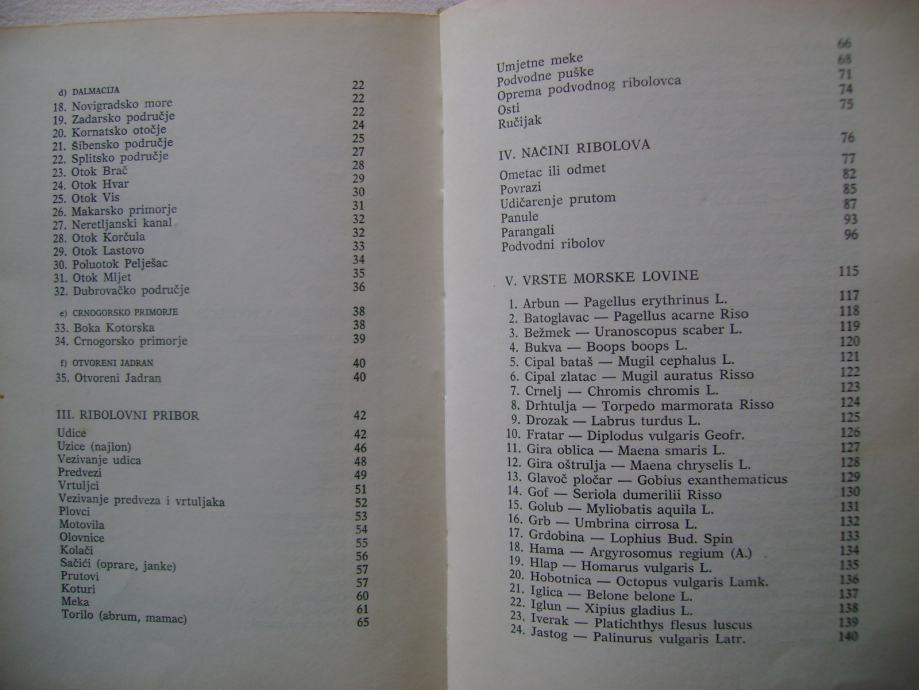 d) DALMACIJA 22
18. Novigradsko more 22
19. Zadarsko područje 22
20. Kornatsko otočje 24
21. Šibensko područje 25
22. Splitsko područje 27
23. Otok Brač 28
24. Otok Hvar 29
25. Otok Vis 30
26. Makarsko primorje 31
27. Neretljanski kanal 32
28. Otok Korčula 32
29. Otok Lastovo 33
30. Poluotok Pelješac 34
31. Otok Mljet 35
32. Dubrovačko područje 36
e) CRNOGORSKO PRIMORJE 38
33. Boka Kotorska 38
34. Crnogorsko primorje 39
f) OTVORENI JADRAN 40
35. Otvoreni Jadran 40
III. RIBOLOVNI PRIBOR 42
Udice 42
Uzice (najlon) 46
Vezivanje udica 48
Predvezi 49
Vrtuljci 51
Vezivanje predveza i vrtuljaka 52
Plovci 53
Motovila 54
Olovnice 55
Kolači 56
Sačići (oprare, janke) 57
Prutovi 57
Koturi 60
Meka 61
Torilo (abrum, mamac) 65
Umjetne meke 66
Podvodne puške 68
Oprema podvodnog ribolovca 71
Osti 74
Ručijak 75
IV. NAČINI RIBOLOVA 76
Ometac ili odmet 77
Povrazi 82
Udičarenje prutom 85
Panule 87
Parangali 93
Podvodni ribolov 96
V. VRSTE MORSKE LOVINE 115
1. Arbun — Pagellus erythrinus L. 117
2. Batoglavac — Pagellus acarne Riso 118
3. Bežmek — Uranoscopus scaber L. 119
4. Bukva — Boops boops L. 120
5. Cipal bataš — Mugil cephalus L. 121
6. Cipal zlatac — Mugil auratus Risso 122
7. Crnelj — Chromis chromis L. 123
8. Drhtulja — Torpedo marmorata Risso 124
9. Drozak — Labrus turdus L. 125
10. Fratar — Diplodus vulgaris Geofr. 126
11. Gira oblica — Maena smaris L. 127
12. Gira oštrulja — Maena chryselis L. 128
13. Glavoč pločar — Gobius exanthematicus 129
14. Gof — Seriola dumerilii Risso 130
15. Golub — Myliobatis aquila L. 131
16. Grb — Umbrina cirrosa L. 132
17. Grdobina — Lophius Bud. Spin 133
18. Hama — Argyrosomus regium (A.) 134
19. Hlap — Homarus vulgaris L. 135
20. Hobotnica — Octopus vulgaris Lamk. 136
21. Iglica — Belone belone L. 137
22. Iglun — Xipius gladius L. 138
23. Iverak — Platichthys flesus luscus 139
24. Jastog — Palinurus vulgaris Latr. 140